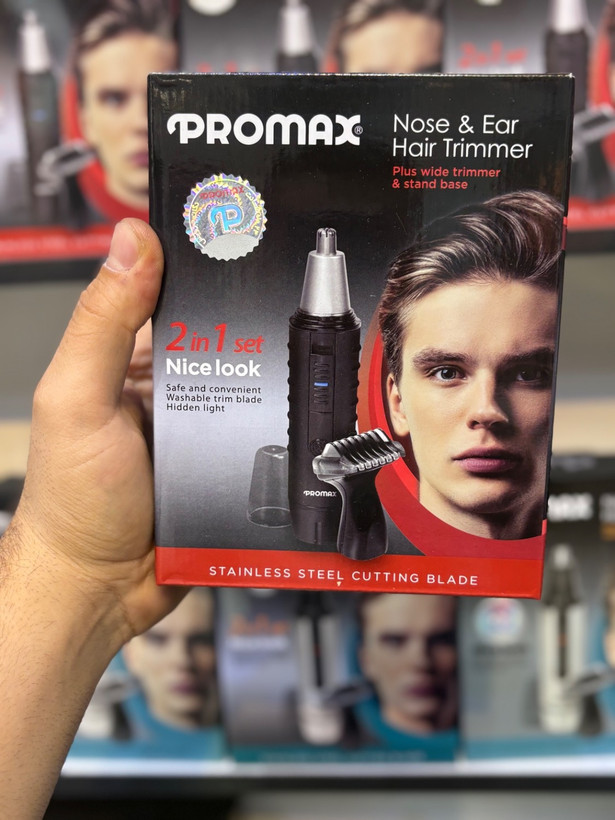 PROMAX®
Nose & Ear
Hair Trimmer
Plus wide trimmer
& stand base
2 in 1 set
Nice look
Safe and convenient
Washable trim blade
Hidden light
PROMAX
STAINLESS STEEL CUTTING BLADE